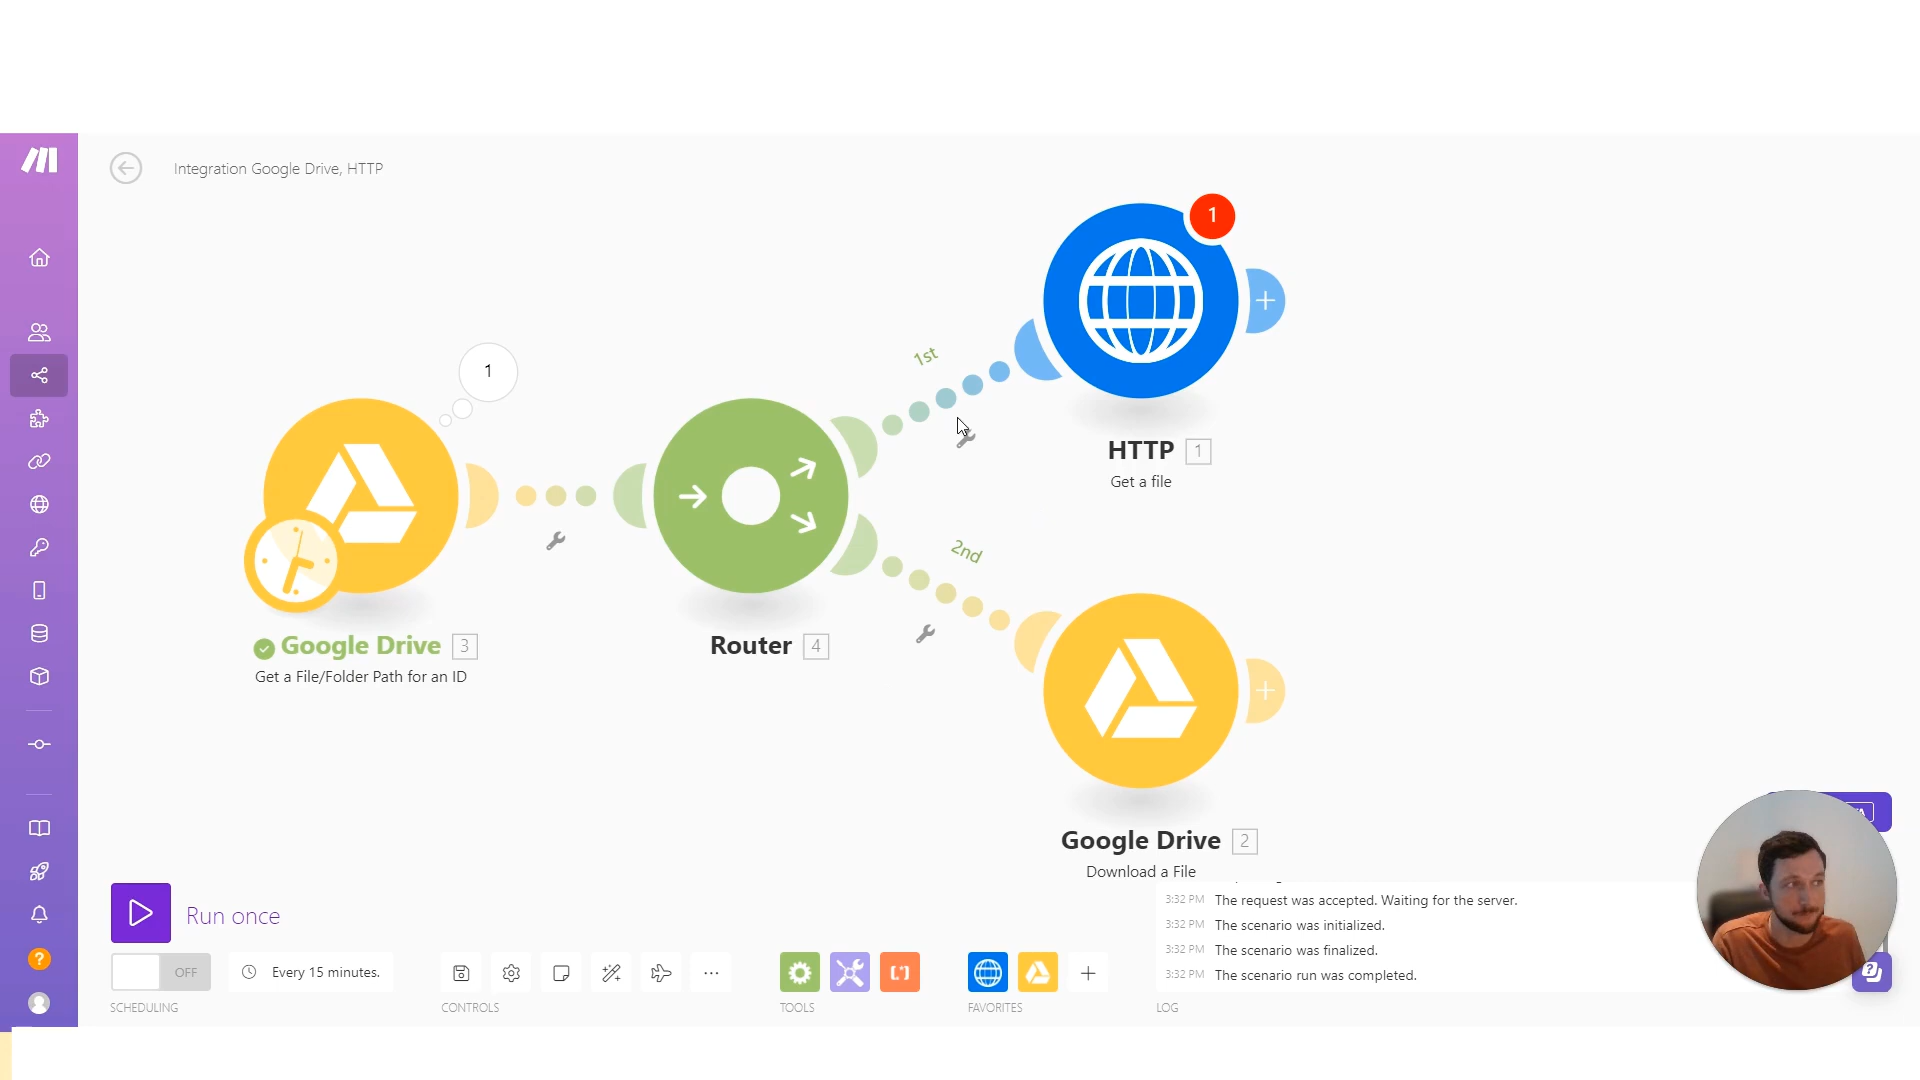 Integration Google Drive, HTTP
1
1st
1
HTTP 1
Get a file
2nd
Google Drive 3
Get a File/Folder Path for an ID
Router 4
Google Drive 2
Download a File
Run once
OFF
Every 15 minutes.
SCHEDULING
CONTROLS
TOOLS
FAVORITES
3:32 PM The request was accepted. Waiting for the server.
3:32 PM The scenario was initialized.
3:32 PM The scenario was finalized.
3:32 PM The scenario run was completed.
LOG